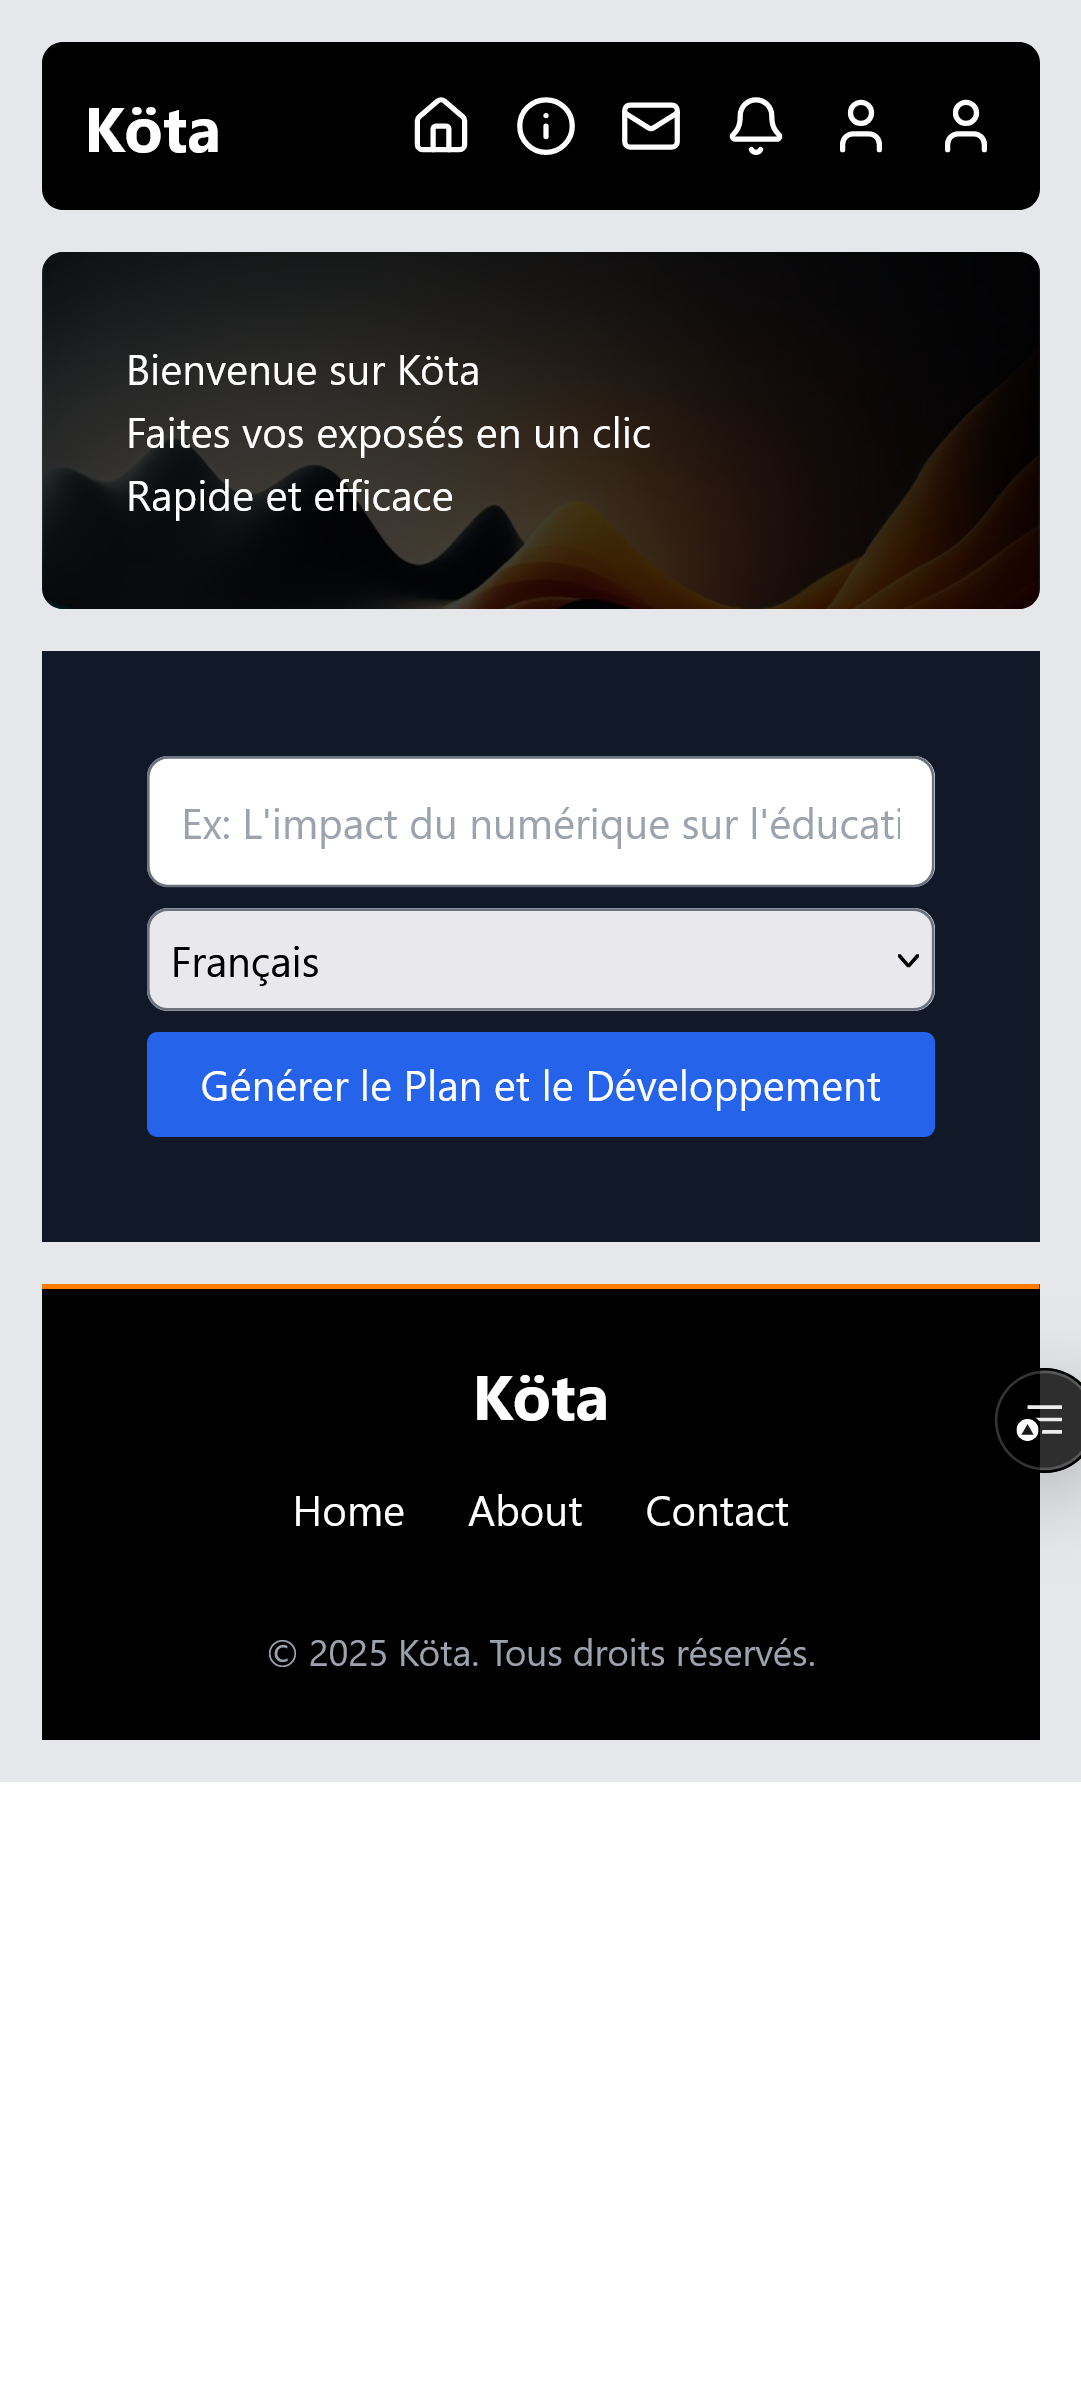 Köta
Bienvenue sur Köta
Faites vos exposés en un clic
Rapide et efficace
Ex: L'impact du numérique sur l'éducati
Français
Générer le Plan et le Développement
Köta
Home About Contact
© 2025 Köta. Tous droits réservés.